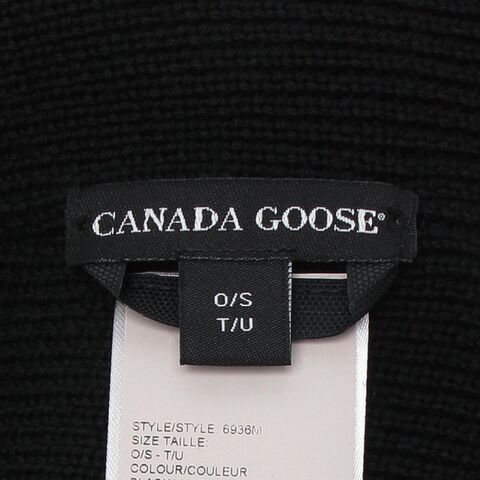 CANADA GOOSE®
O/S
T/U
STYLE/STYLE: 6936M
SIZE TAILLE:
O/S - T/U
COLOUR/COULEUR